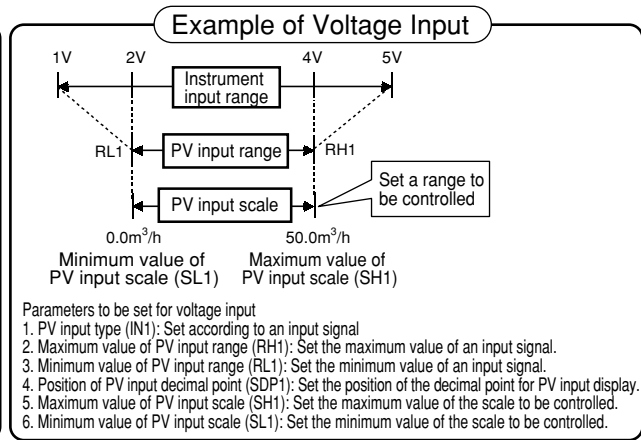 Example of Voltage Input
1V 2V 4V 5V
Instrument
input range
RL1 PV input range RH1
PV input scale
Set a range to
be controlled
0.0m³/h 50.0m³/h
Minimum value of Maximum value of
PV input scale (SL1) PV input scale (SH1)
Parameters to be set for voltage input
1. PV input type (IN1): Set according to an input signal
2. Maximum value of PV input range (RH1): Set the maximum value of an input signal.
3. Minimum value of PV input range (RL1): Set the minimum value of an input signal.
4. Position of PV input decimal point (SDP1): Set the position of the decimal point for PV input display.
5. Maximum value of PV input scale (SH1): Set the maximum value of the scale to be controlled.
6. Minimum value of PV input scale (SL1): Set the minimum value of the scale to be controlled.